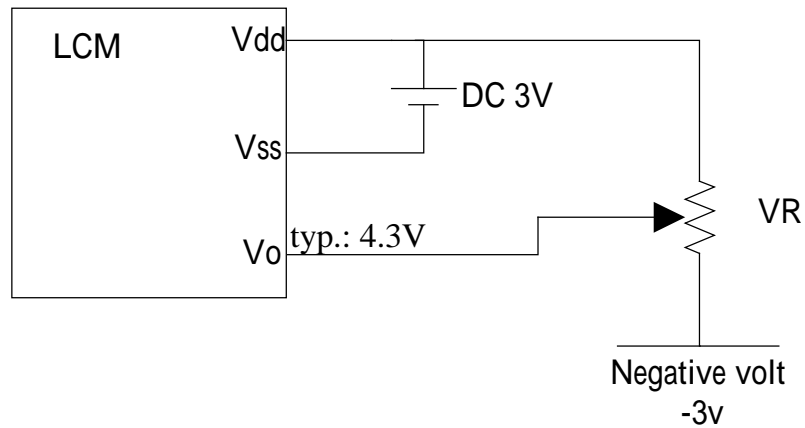 LCM
Vdd
DC 3V
Vss
VR
typ.: 4.3V
Vo
Negative volt
-3v